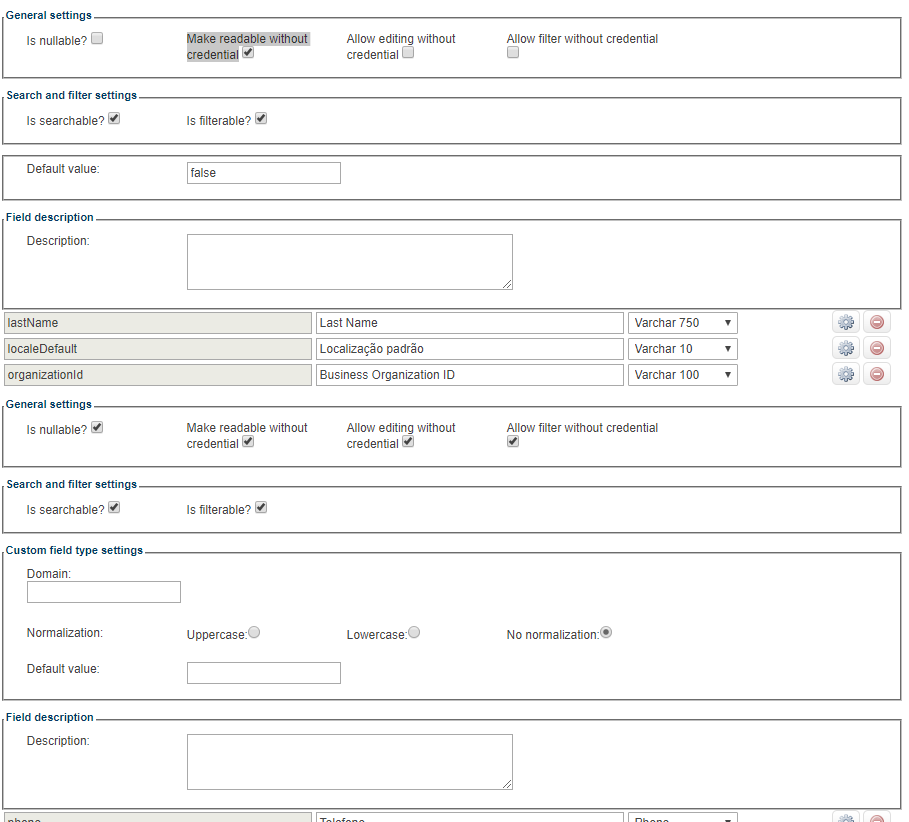 General settings
Is nullable?
Make readable without credential
Allow editing without credential
Allow filter without credential
Search and filter settings
Is searchable?
Is filterable?
Default value:
false
Field description
Description:
lastName
Last Name
Varchar 750
localeDefault
Localização padrão
Varchar 10
organizationId
Business Organization ID
Varchar 100
General settings
Is nullable?
Make readable without credential
Allow editing without credential
Allow filter without credential
Search and filter settings
Is searchable?
Is filterable?
Custom field type settings
Domain:
Normalization:
Uppercase:
Lowercase:
No normalization:
Default value:
Field description
Description:
phone
Telefone
Phone